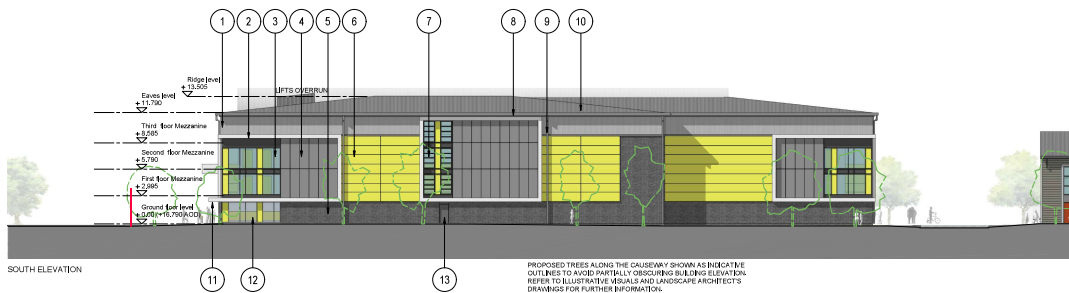 1 2 3 4 5 6 7 8 9 10
Ridge level
+ 13.505
LIFTS OVERRUN
Eaves level
+ 11.790
Third floor Mezzanine
+ 8.585
Second floor Mezzanine
+ 5.790
First floor Mezzanine
+ 2.995
Ground floor level
+ 0.00 (+16.790 AOD)
11 12 13
SOUTH ELEVATION
PROPOSED TREES ALONG THE CAUSEWAY SHOWN AS INDICATIVE
OUTLINES TO AVOID PARTIALLY OBSCURING BUILDING ELEVATION.
REFER TO ILLUSTRATIVE VISUALS AND LANDSCAPE ARCHITECT'S
DRAWINGS FOR FURTHER INFORMATION.